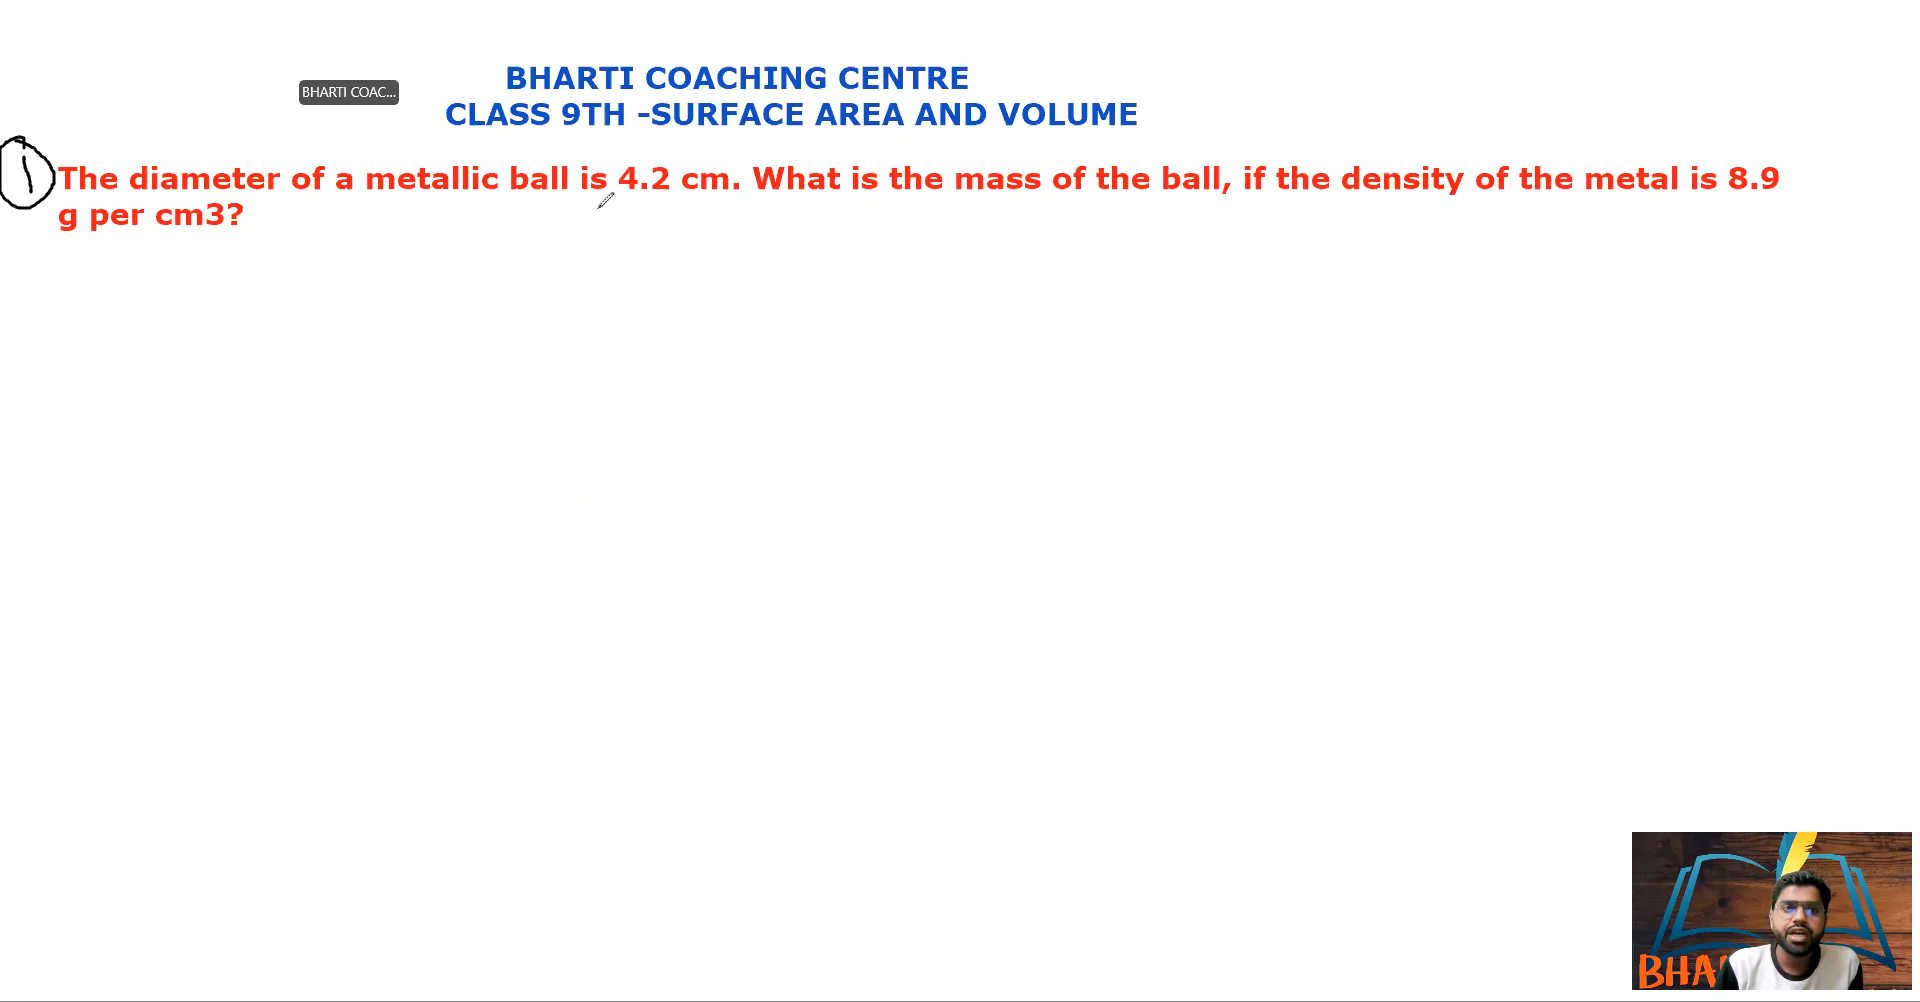 BHARTI COACHING CENTRE
BHARTI COAC...
CLASS 9TH -SURFACE AREA AND VOLUME
1
The diameter of a metallic ball is 4.2 cm. What is the mass of the ball, if the density of the metal is 8.9
g per cm3?
BHA